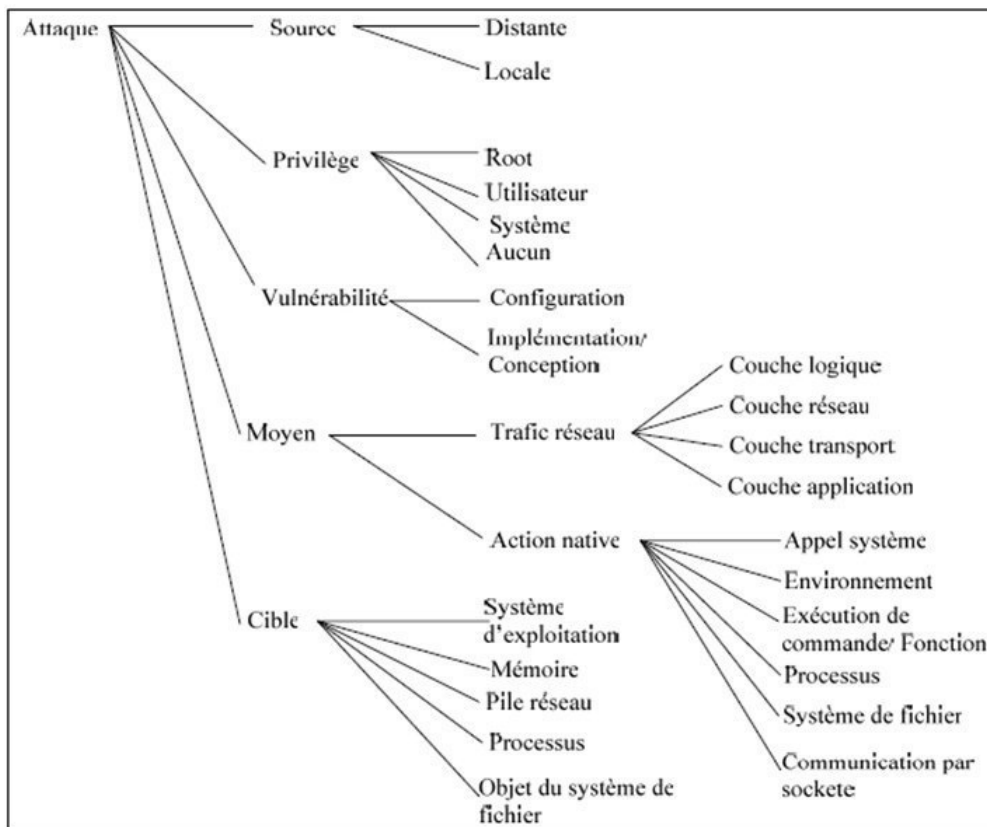 Attaque Source Distante
Locale
Privilège Root
Utilisateur
Système
Aucun
Vulnérabilité Configuration
Implémentation/
Conception
Couche logique
Couche réseau
Moyen Trafic réseau
Couche transport
Couche application
Action native Appel système
Environnement
Exécution de
commande/ Fonction
Processus
Système de fichier
Communication par
sockete
Cible Système
d'exploitation
Mémoire
Pile réseau
Processus
Objet du système de
fichier